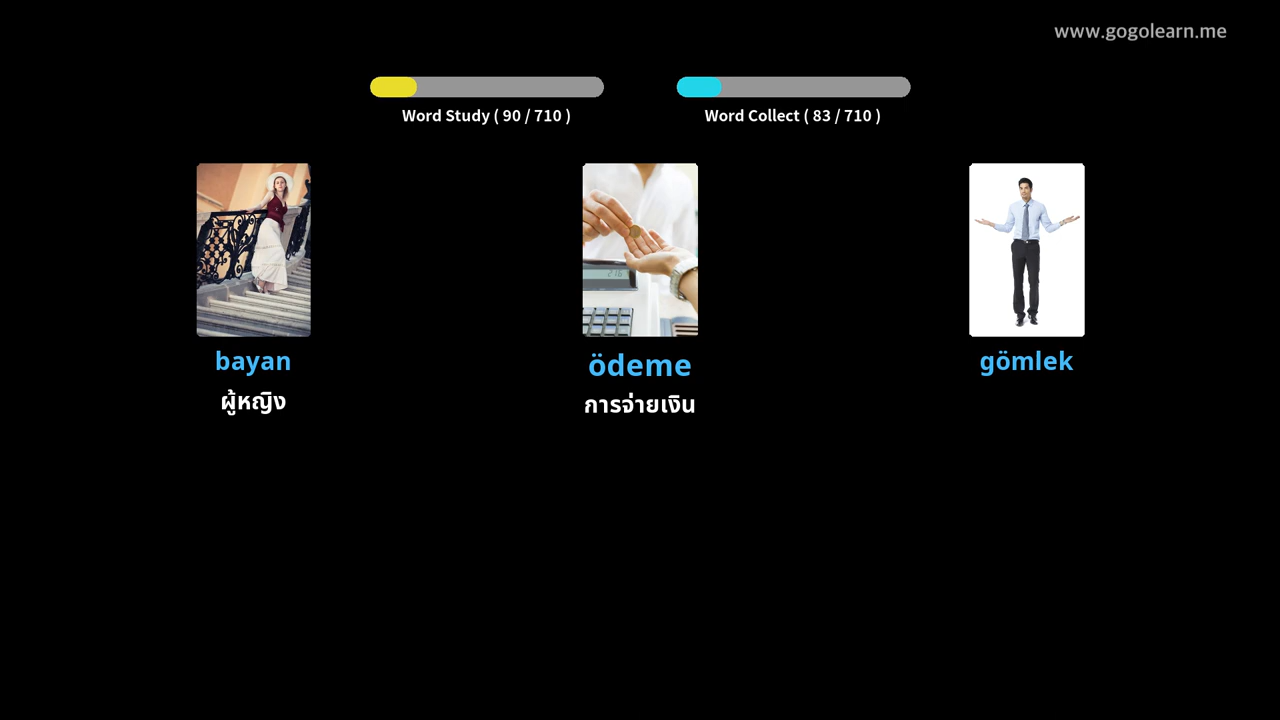 www.gogolearn.me
Word Study ( 90 / 710 )
Word Collect ( 83 / 710 )
bayan
ödeme
gömlek
ผู้หญิง
การจ่ายเงิน
216